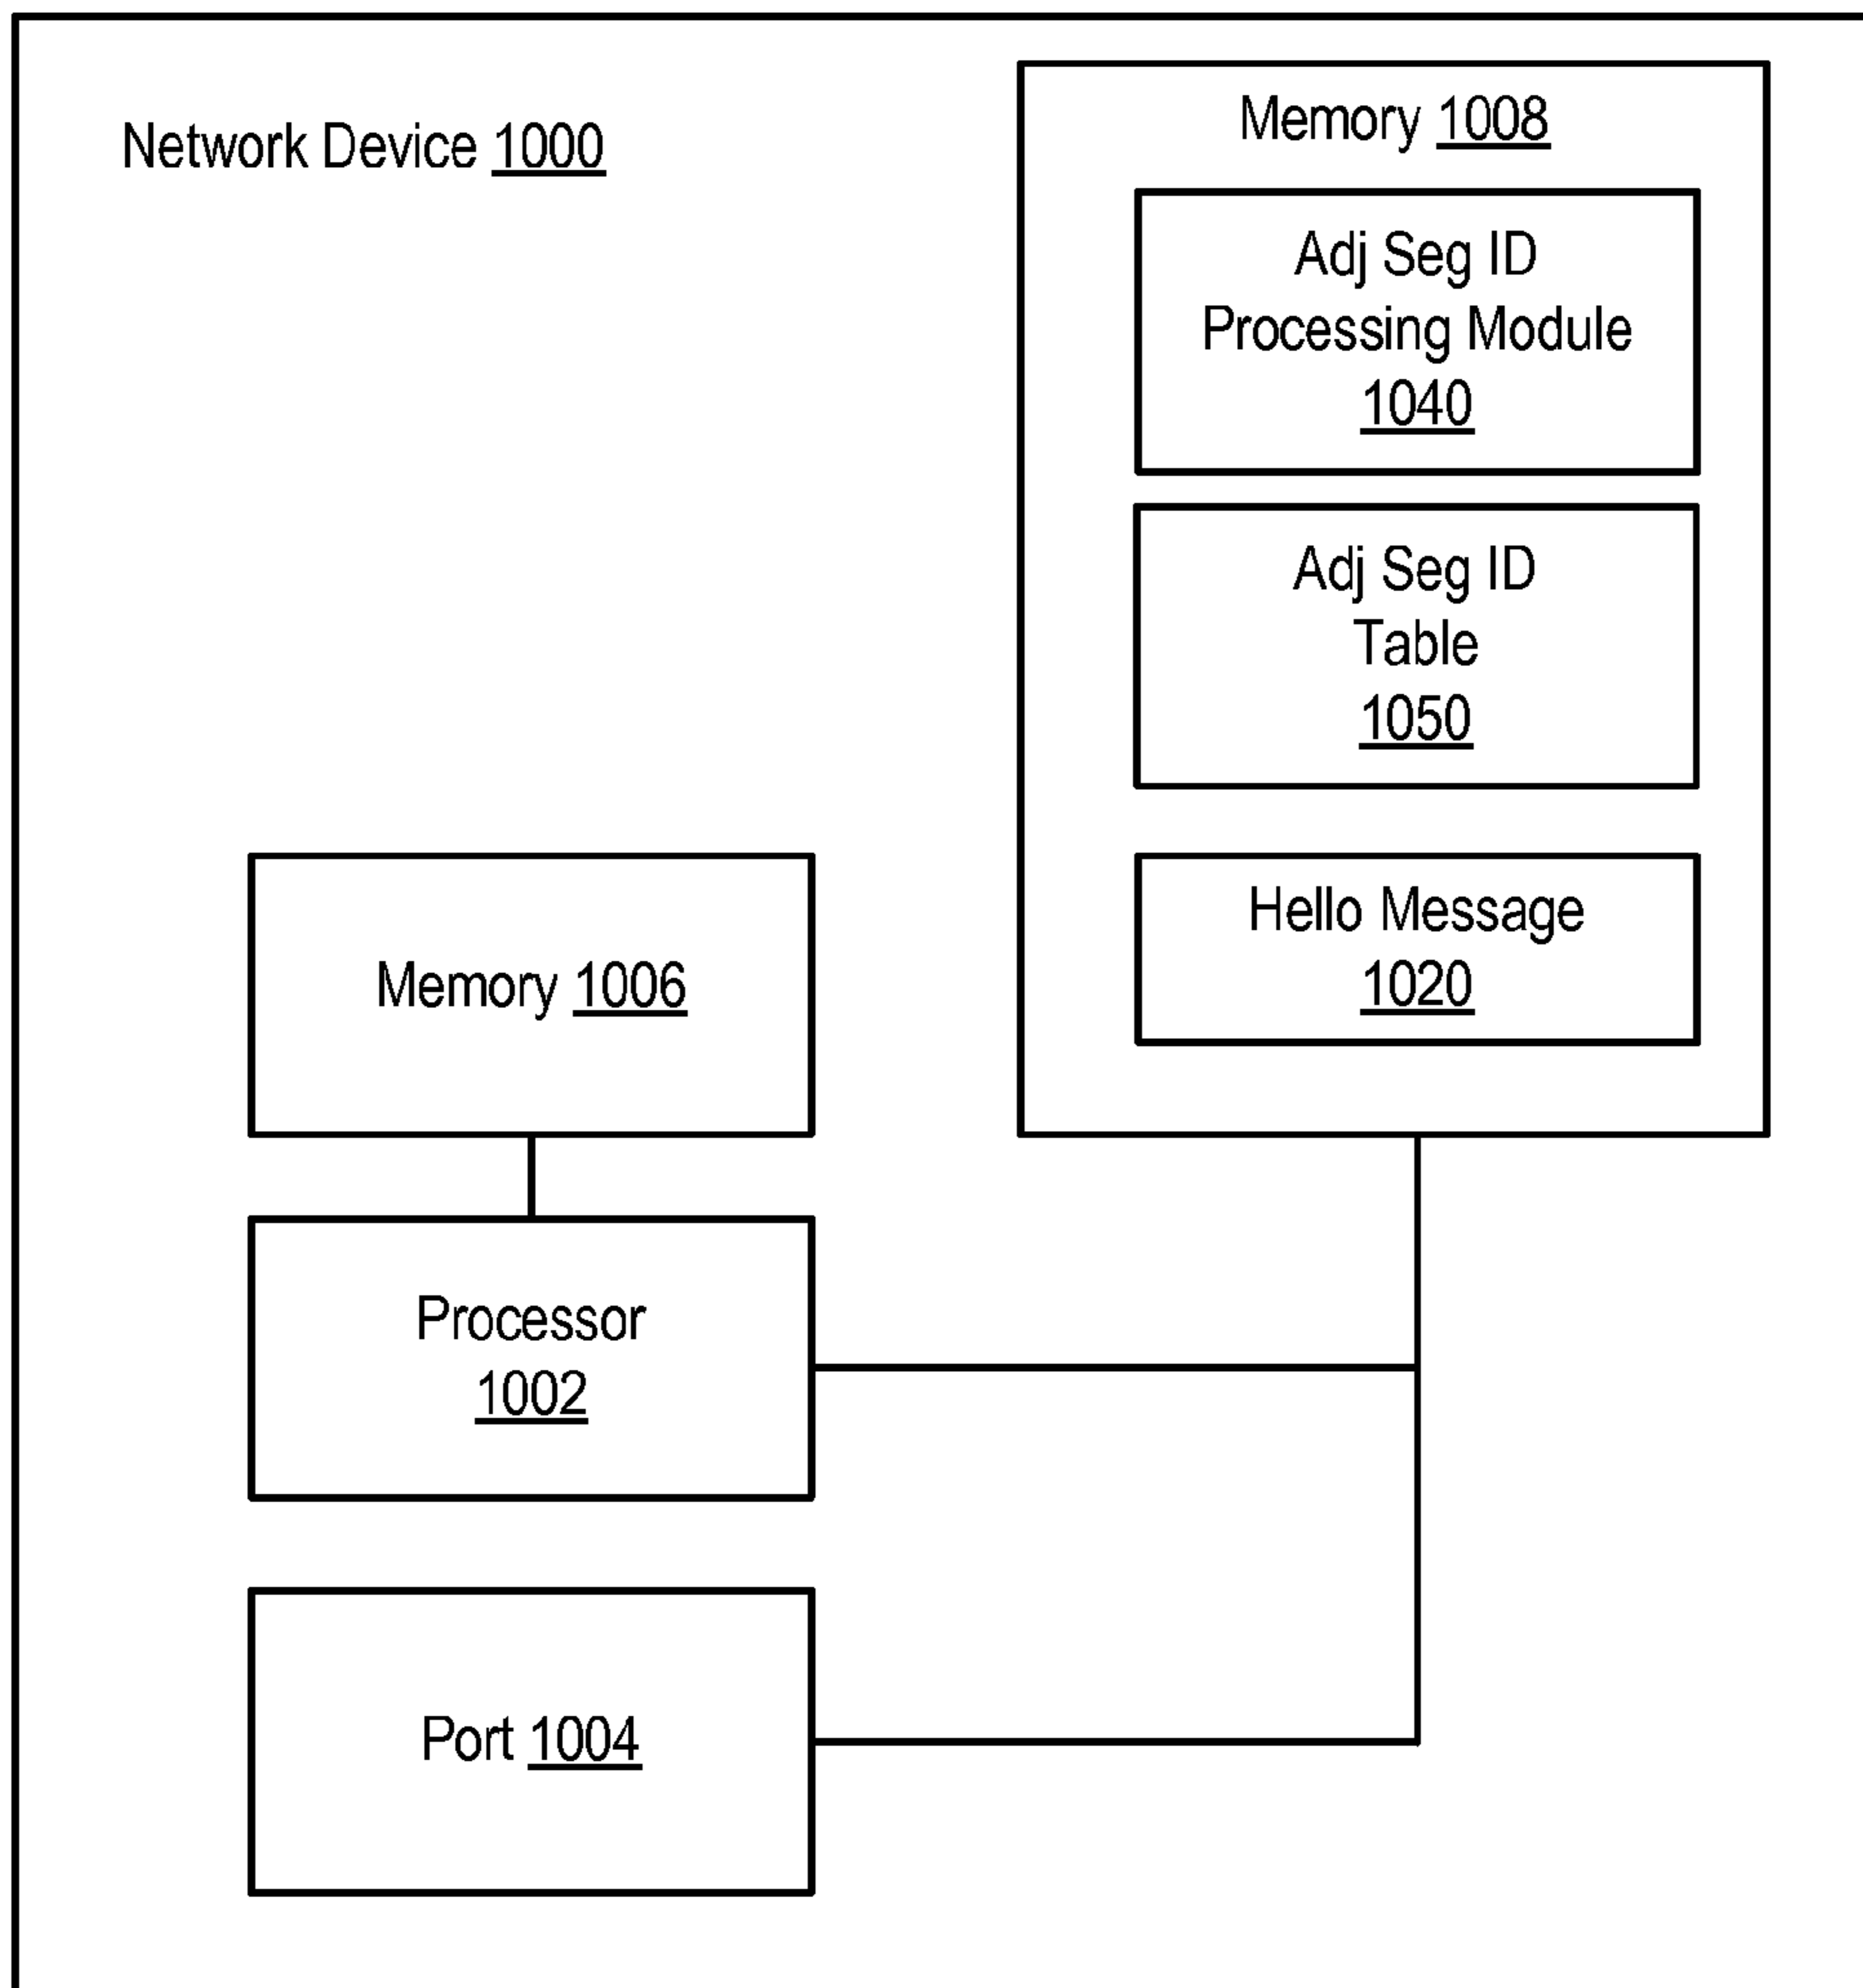 Network Device 1000
Memory 1008
Adj Seg ID
Processing Module
1040
Adj Seg ID
Table
1050
Hello Message
1020
Memory 1006
Processor
1002
Port 1004